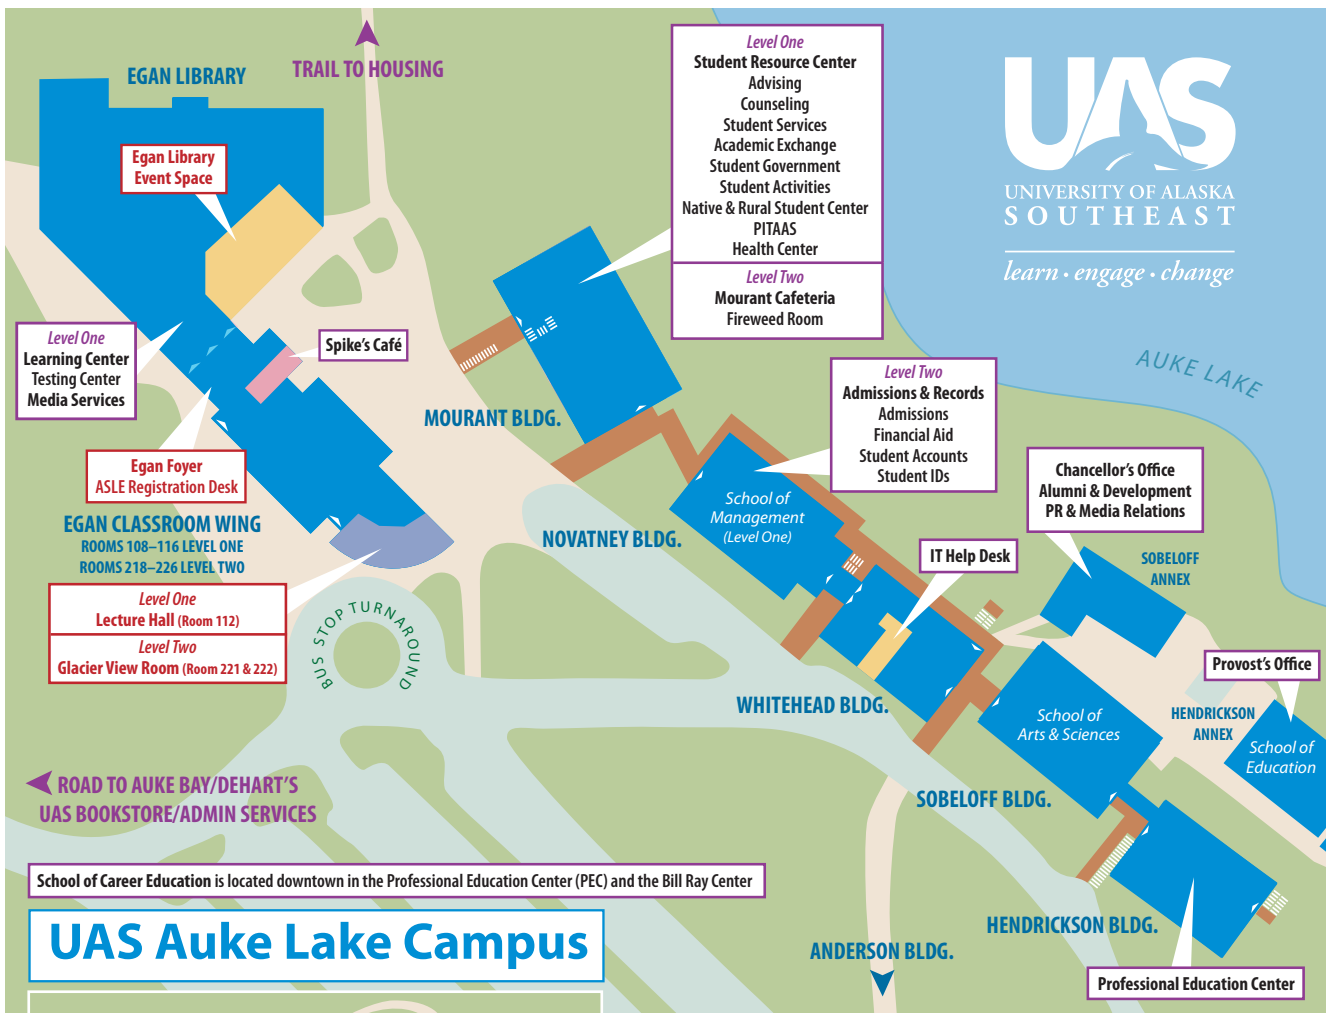 EGAN LIBRARY
TRAIL TO HOUSING
Egan Library
Event Space
Level One
Student Resource Center
Advising
Counseling
Student Services
Academic Exchange
Student Government
Student Activities
Native & Rural Student Center
PITAAS
Health Center
Level Two
Mourant Cafeteria
Fireweed Room
UAS
UNIVERSITY OF ALASKA
SOUTHEAST
learn · engage · change
Level One
Learning Center
Testing Center
Media Services
Spike's Café
AUKE LAKE
MOURANT BLDG.
Level Two
Admissions & Records
Admissions
Financial Aid
Student Accounts
Student IDs
Egan Foyer
ASLE Registration Desk
EGAN CLASSROOM WING
ROOMS 108–116 LEVEL ONE
ROOMS 218–226 LEVEL TWO
Level One
Lecture Hall (Room 112)
Level Two
Glacier View Room (Room 221 & 222)
BUS STOP TURNAROUND
School of
Management
(Level One)
NOVATNEY BLDG.
IT Help Desk
Chancellor's Office
Alumni & Development
PR & Media Relations
SOBELOFF
ANNEX
Provost's Office
WHITEHEAD BLDG.
School of
Arts & Sciences
HENDRICKSON
ANNEX
School of
Education
ROAD TO AUKE BAY/DEHART'S
UAS BOOKSTORE/ADMIN SERVICES
SOBELOFF BLDG.
School of Career Education is located downtown in the Professional Education Center (PEC) and the Bill Ray Center
UAS Auke Lake Campus
HENDRICKSON BLDG.
ANDERSON BLDG.
Professional Education Center